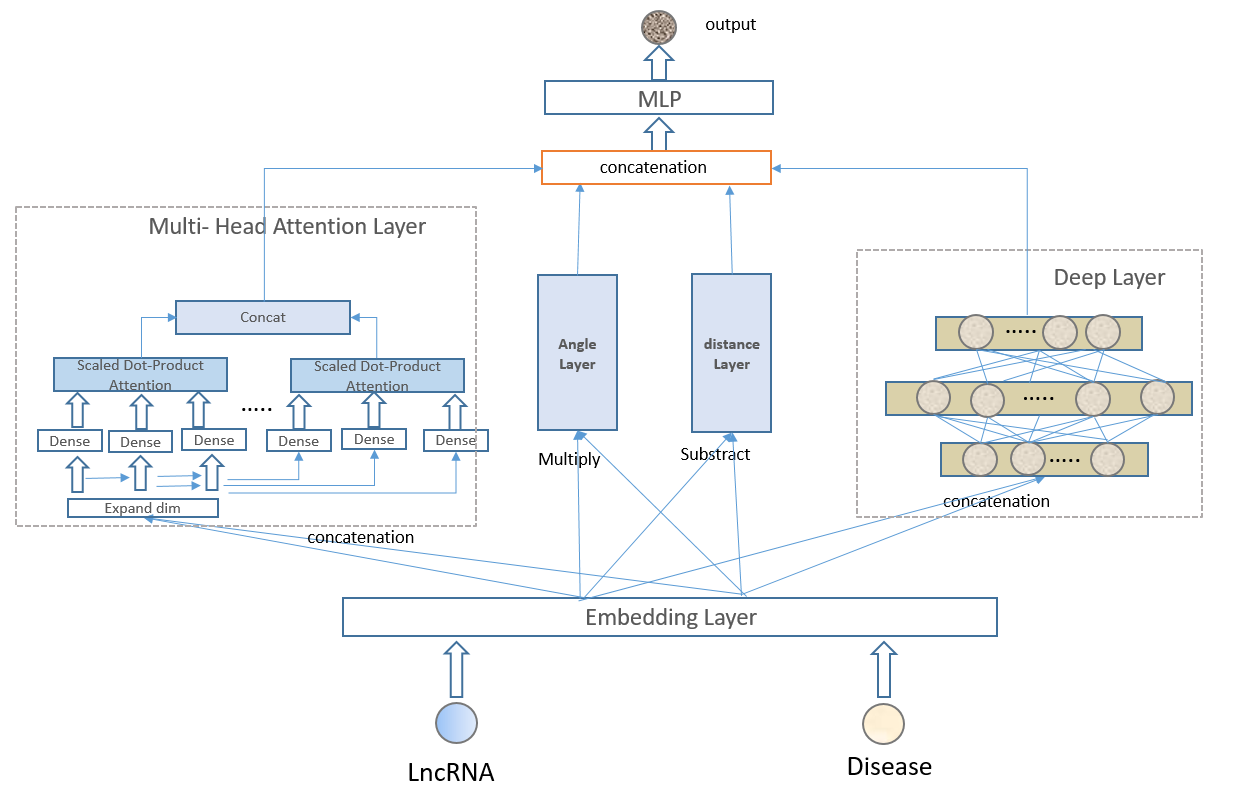 output
MLP
concatenation
Multi- Head Attention Layer
Deep Layer
Concat
Angle
Layer
distance
Layer
Scaled Dot-Product
Attention
Scaled Dot-Product
Attention
.....
.....
.....
.....
Dense
Dense
Dense
Dense
Dense
Dense
Multiply
Substract
Expand dim
concatenation
concatenation
Embedding Layer
LncRNA
Disease